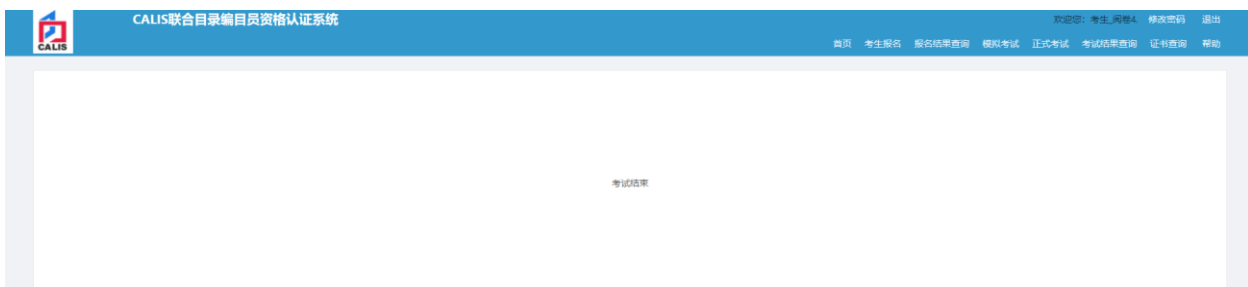 CALIS联合目录编目员资格认证系统
欢迎您：考生_阅卷4. 修改密码 退出
CALIS
首页 考生报名 报名结果查询 模拟考试 正式考试 考试结果查询 证书查询 帮助
考试结束